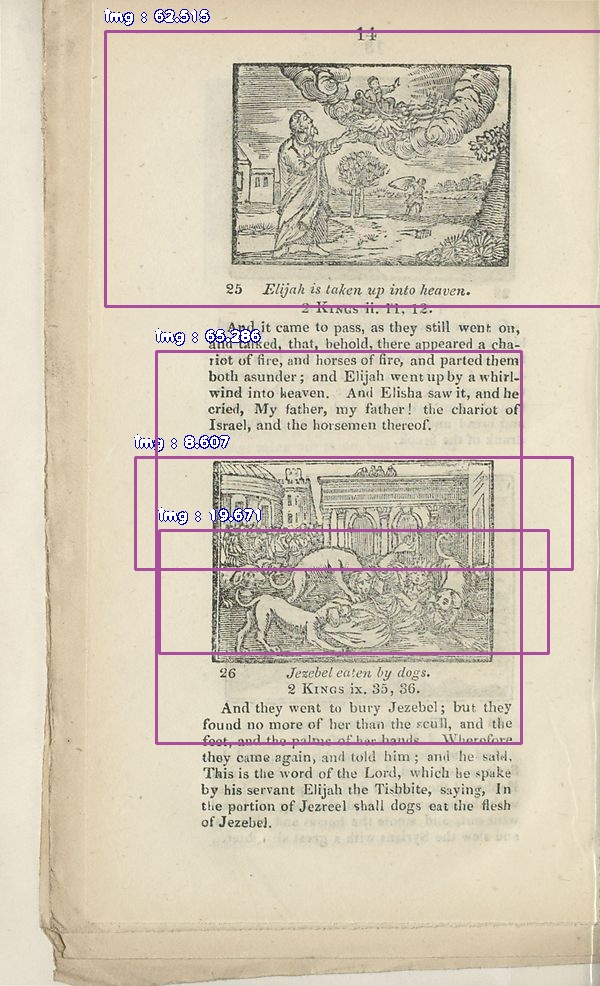 img : 62.515
14
25 Elijah is taken up into heaven.
2 KINGS ii. 11, 12.
And it came to pass, as they still went on,
and talked, that, behold, there appeared a cha-
riot of fire, and horses of fire, and parted them
both asunder; and Elijah went up by a whirl-
wind into heaven. And Elisha saw it, and he
cried, My father, my father! the chariot of
Israel, and the horsemen thereof.
img : 65.286
img : 8.607
img : 19.671
26 Jezebel eaten by dogs.
2 KINGS ix. 35, 36.
And they went to bury Jezebel; but they
found no more of her than the scull, and the
feet, and the palms of her hands. Wherefore
they came again, and told him; and he said,
This is the word of the Lord, which he spake
by his servant Elijah the Tishbite, saying, In
the portion of Jezreel shall dogs eat the flesh
of Jezebel.